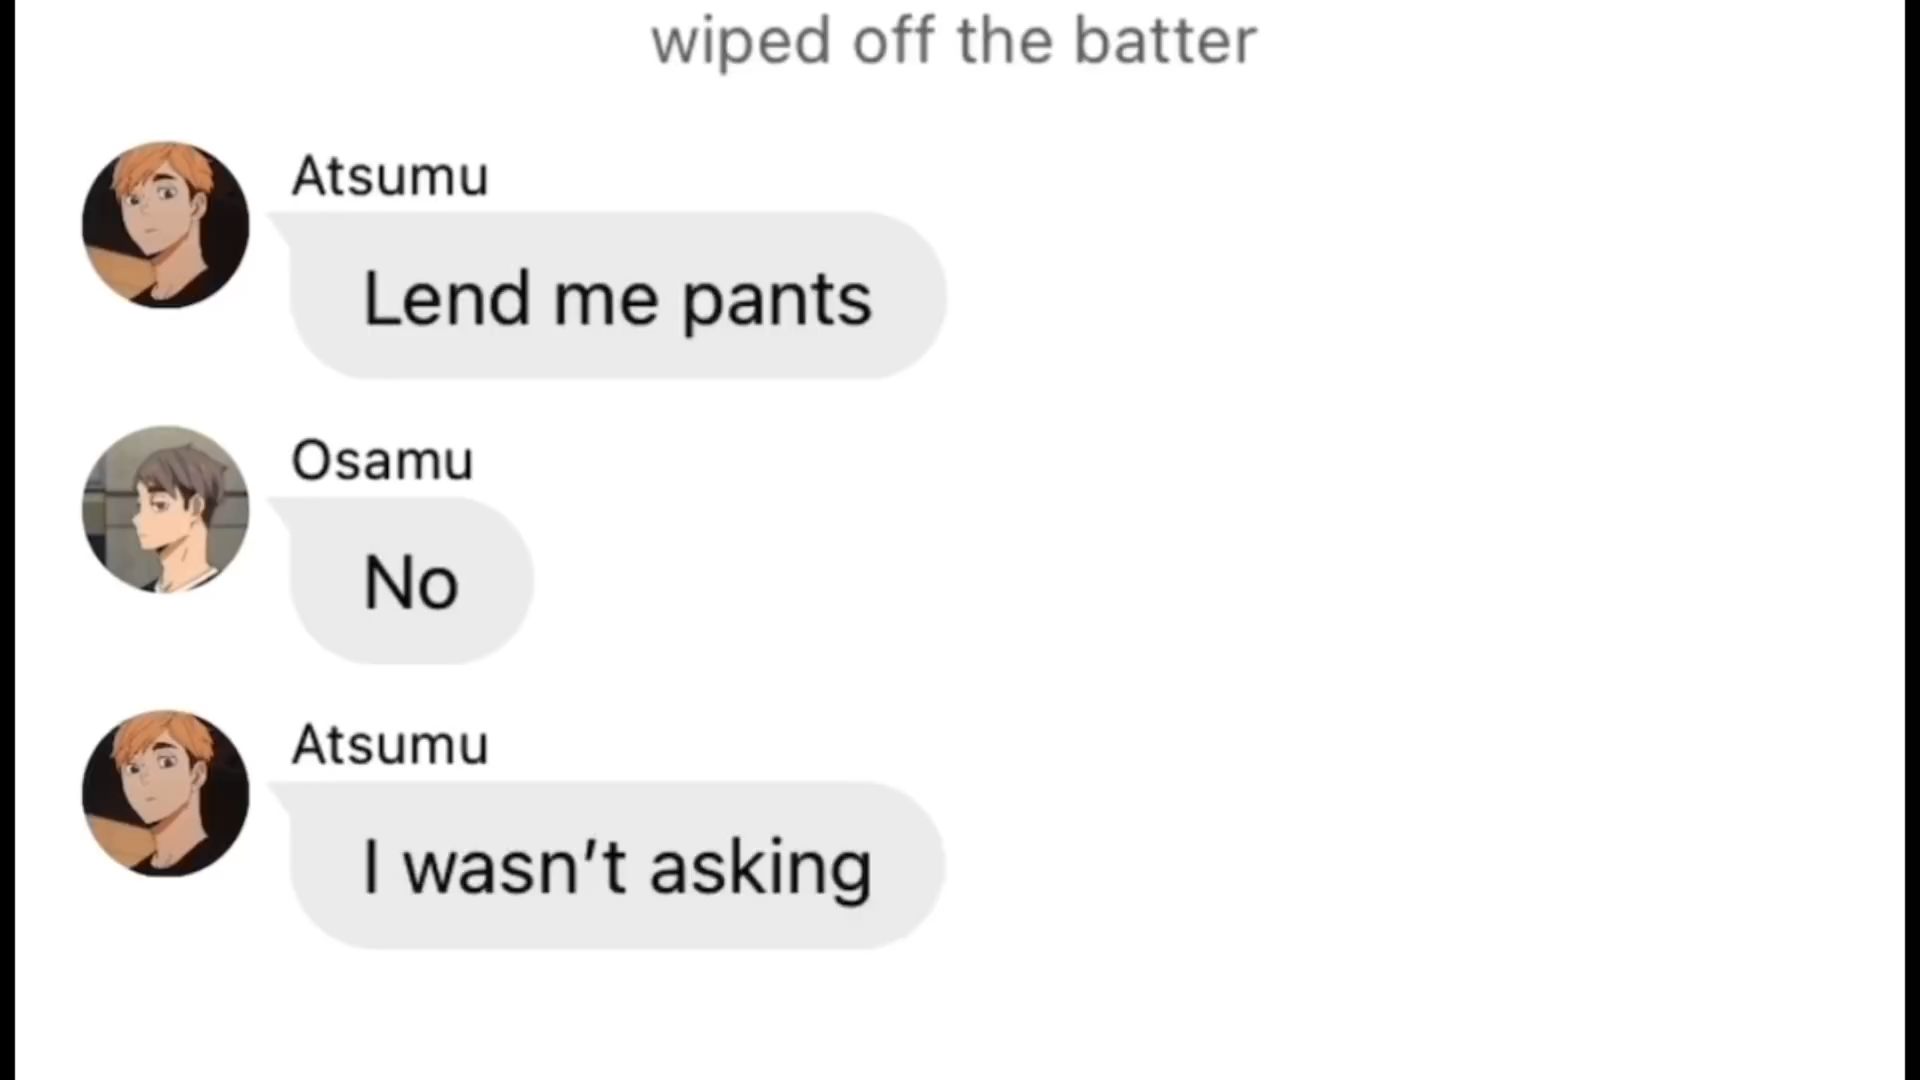 wiped off the batter
Atsumu
Lend me pants
Osamu
No
Atsumu
I wasn’t asking